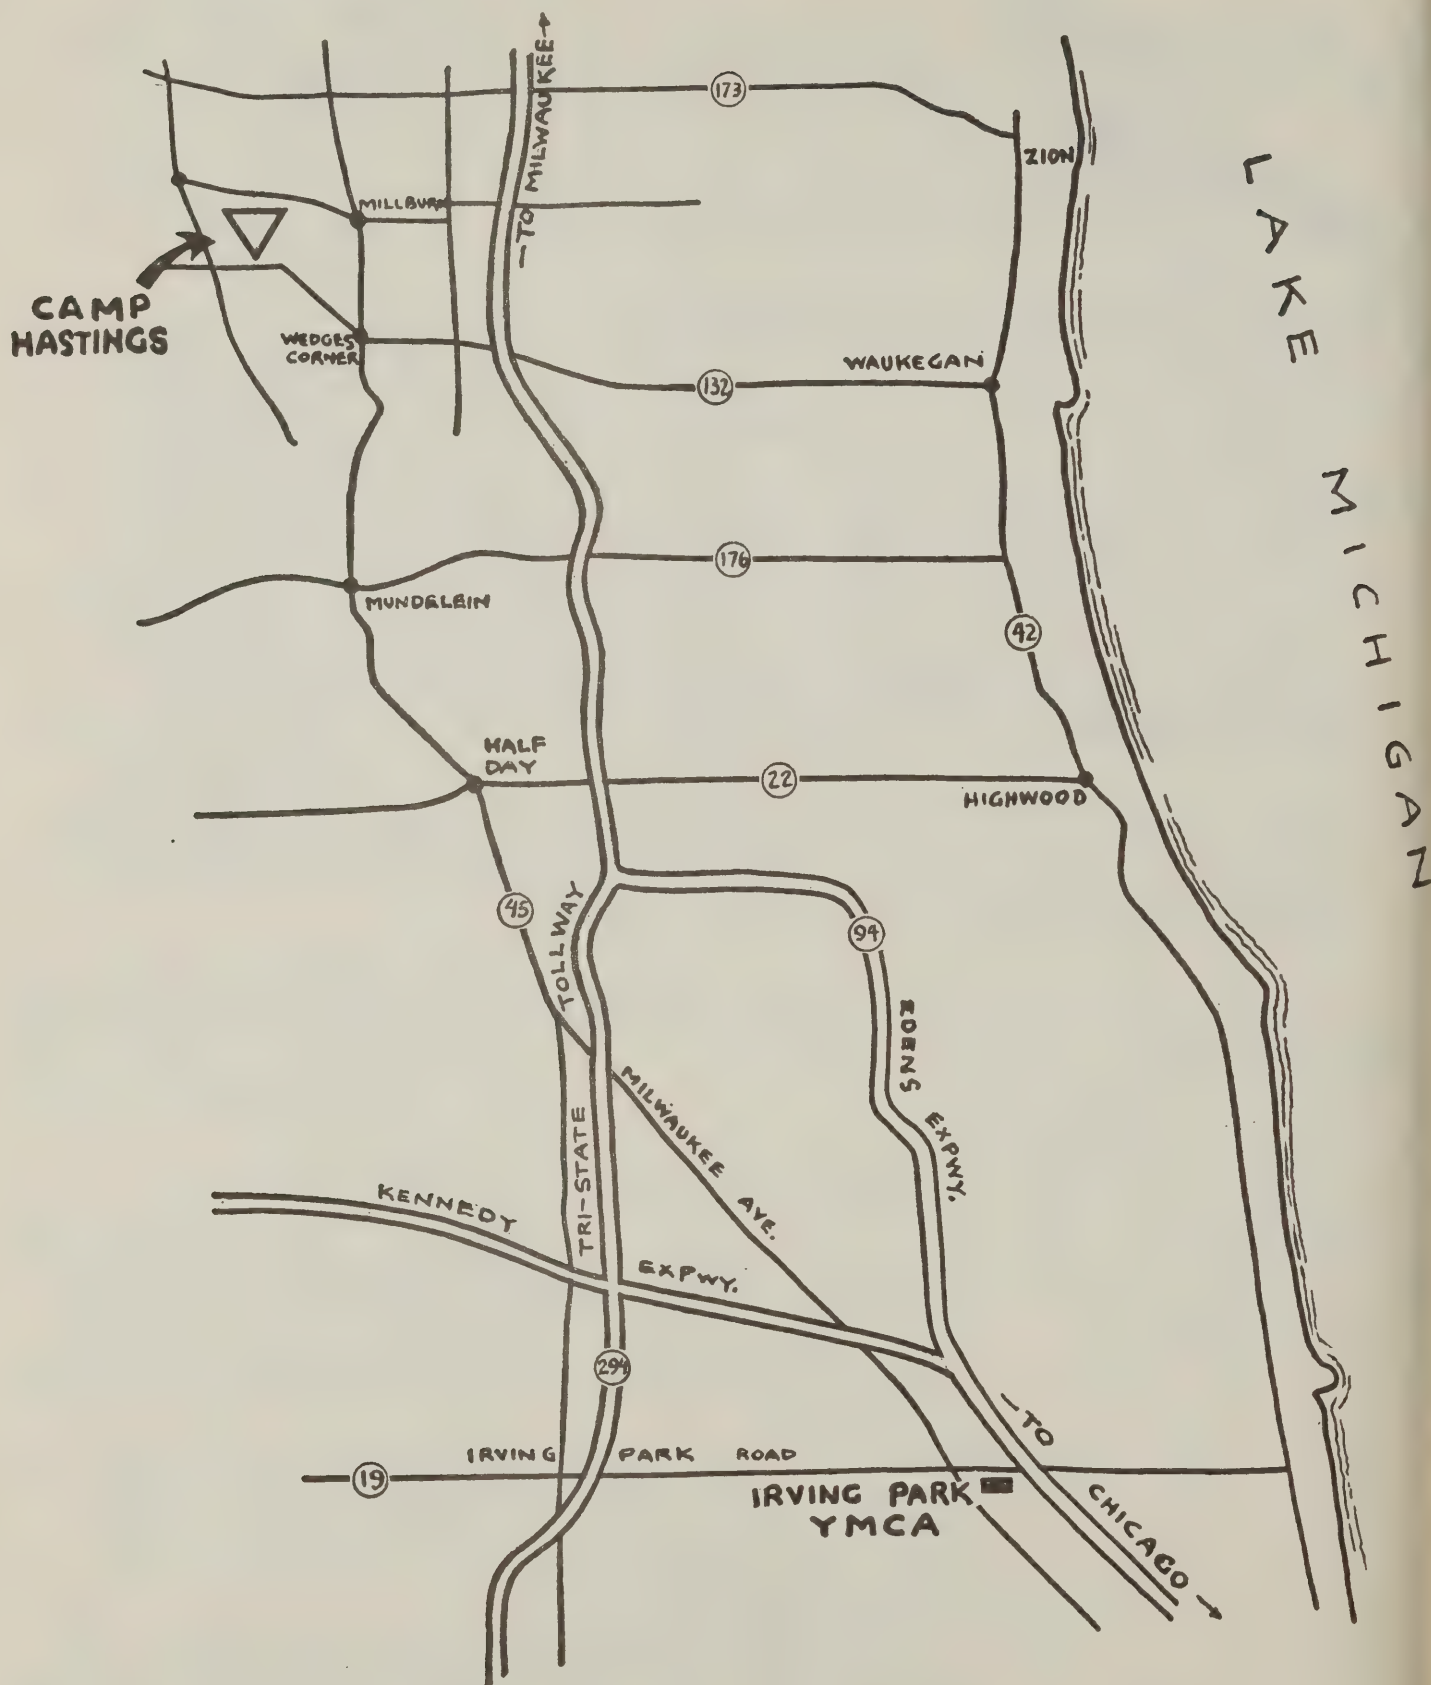 —TO MILWAUKEE→
173
ZION
MILLBURN
CAMP
HASTINGS
WEDGES
CORNER
WAUKEGAN
132
LAKE MICHIGAN
176
MUNDELEIN
42
HALF
DAY
22
HIGHWOOD
45
TRI-STATE TOLLWAY
94
EDENS EXPWY.
MILWAUKEE AVE.
KENNEDY EXPWY.
294
—TO CHICAGO→
IRVING PARK ROAD
19
IRVING PARK
YMCA